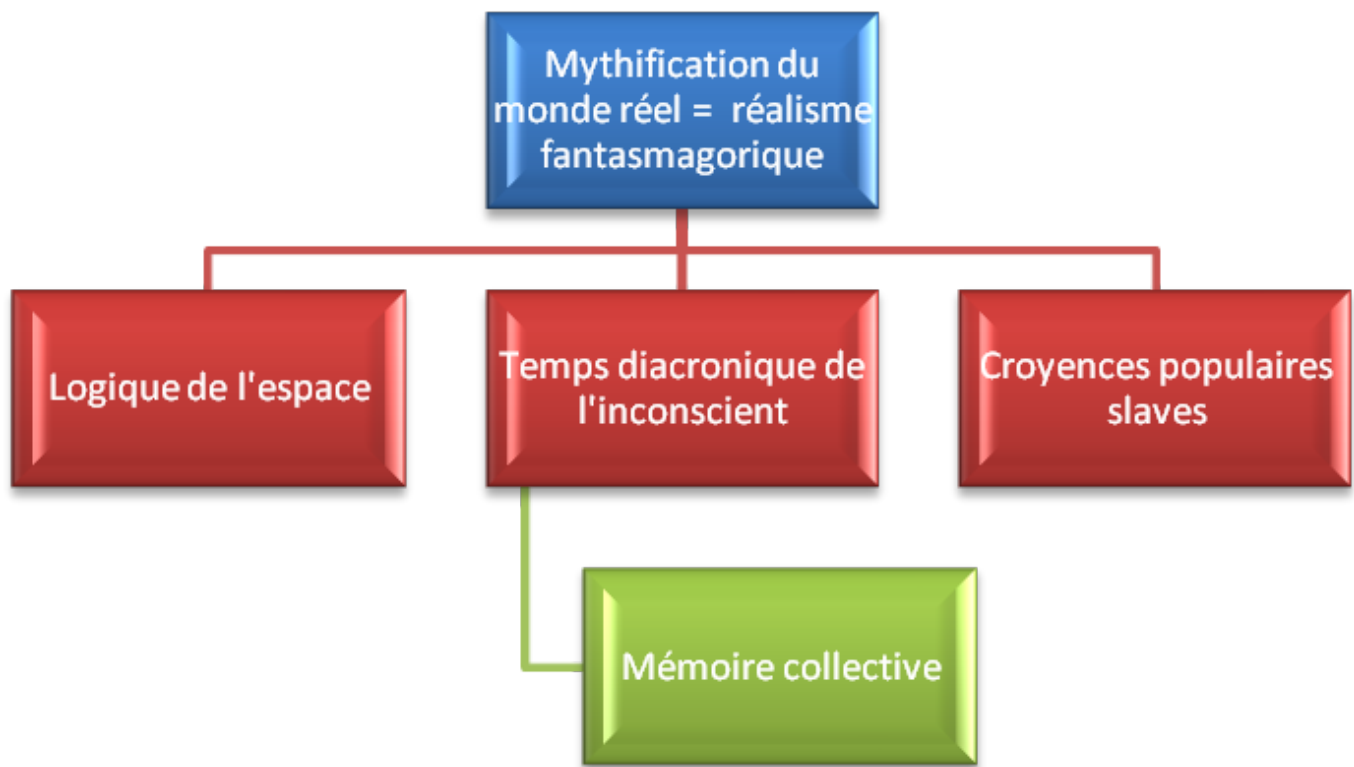 Mythification du
monde réel = réalisme
fantasmagorique
Logique de l'espace
Temps diacronique de
l'inconscient
Croyences populaires
slaves
Mémoire collective